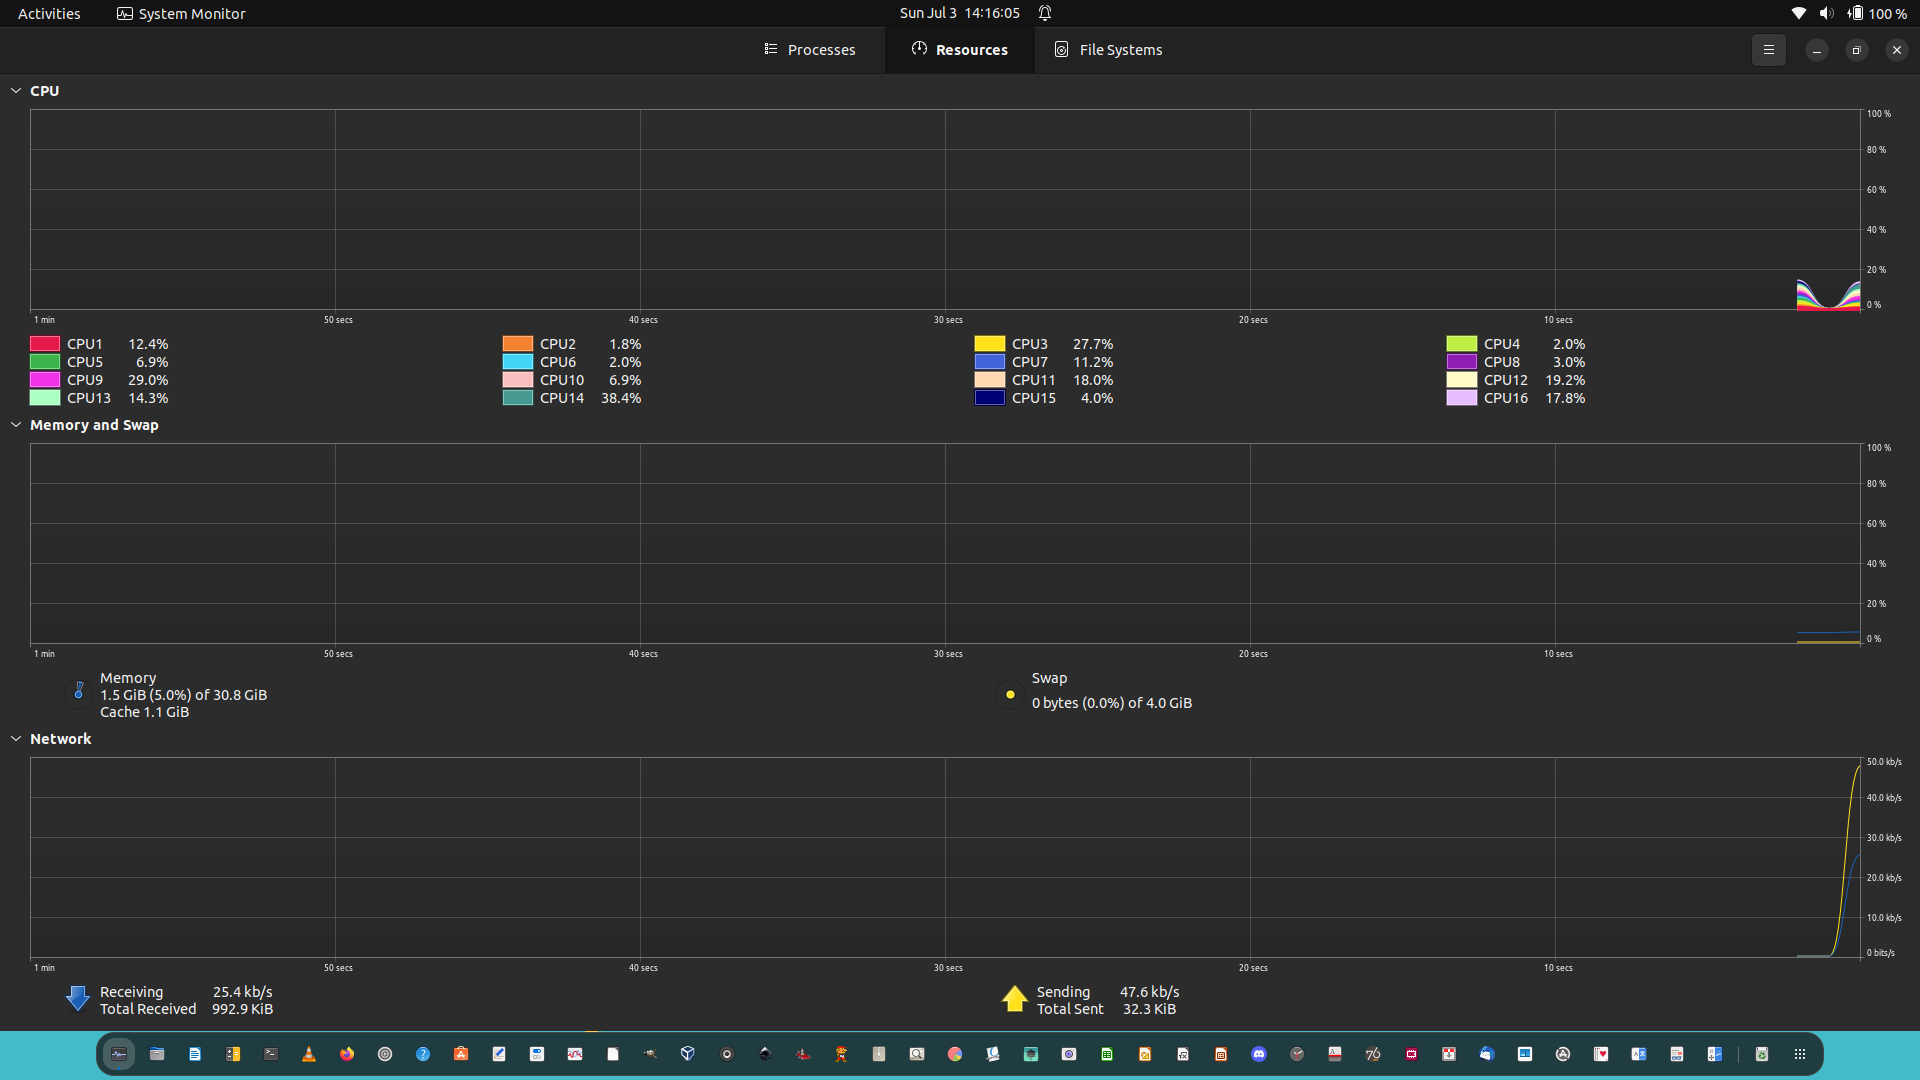 Activities System Monitor Sun Jul 3 14:16:05 100 %
Processes Resources File Systems
CPU
100 %
80 %
60 %
40 %
20 %
0 %
1 min 50 secs 40 secs 30 secs 20 secs 10 secs
CPU1 12.4% CPU2 1.8% CPU3 27.7% CPU4 2.0%
CPU5 6.9% CPU6 2.0% CPU7 11.2% CPU8 3.0%
CPU9 29.0% CPU10 6.9% CPU11 18.0% CPU12 19.2%
CPU13 14.3% CPU14 38.4% CPU15 4.0% CPU16 17.8%
Memory and Swap
100 %
80 %
60 %
40 %
20 %
0 %
1 min 50 secs 40 secs 30 secs 20 secs 10 secs
Memory Swap
1.5 GiB (5.0%) of 30.8 GiB 0 bytes (0.0%) of 4.0 GiB
Cache 1.1 GiB
Network
50.0 kb/s
40.0 kb/s
30.0 kb/s
20.0 kb/s
10.0 kb/s
0 bits/s
1 min 50 secs 40 secs 30 secs 20 secs 10 secs
Receiving 25.4 kb/s Sending 47.6 kb/s
Total Received 992.9 KiB Total Sent 32.3 KiB
76